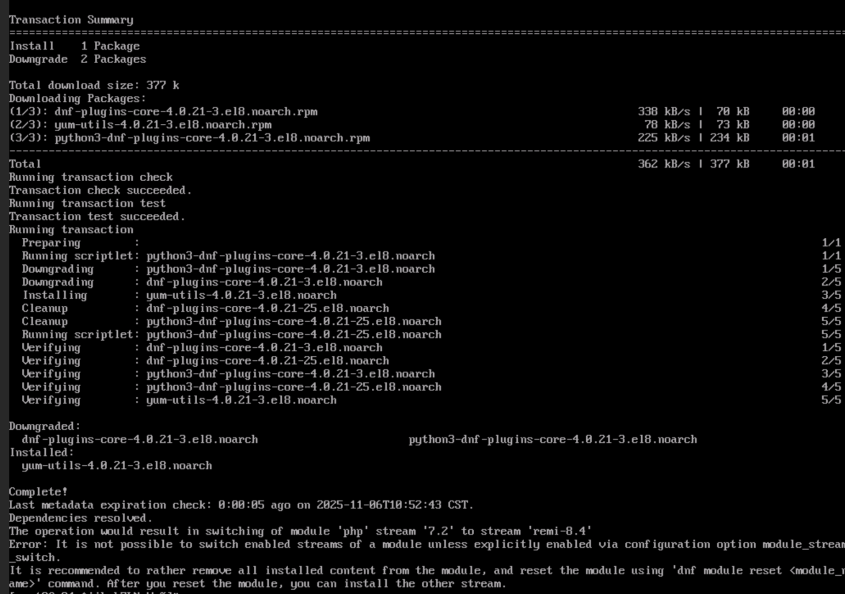 Transaction Summary
================================================================================
Install    1 Package
Downgrade  2 Packages
Total download size: 377 k
Downloading Packages:
(1/3): dnf-plugins-core-4.0.21-3.el8.noarch.rpm 338 kB/s | 70 kB 00:00
(2/3): yum-utils-4.0.21-3.el8.noarch.rpm 78 kB/s | 73 kB 00:00
(3/3): python3-dnf-plugins-core-4.0.21-3.el8.noarch.rpm 225 kB/s | 234 kB 00:01
--------------------------------------------------------------------------------
Total 362 kB/s | 377 kB 00:01
Running transaction check
Transaction check succeeded.
Running transaction test
Transaction test succeeded.
Running transaction
Preparing : 1/1
Running scriptlet: python3-dnf-plugins-core-4.0.21-3.el8.noarch 1/1
Downgrading : python3-dnf-plugins-core-4.0.21-3.el8.noarch 1/5
Downgrading : dnf-plugins-core-4.0.21-3.el8.noarch 2/5
Installing : yum-utils-4.0.21-3.el8.noarch 3/5
Cleanup : dnf-plugins-core-4.0.21-25.el8.noarch 4/5
Cleanup : python3-dnf-plugins-core-4.0.21-25.el8.noarch 5/5
Running scriptlet: python3-dnf-plugins-core-4.0.21-25.el8.noarch 5/5
Verifying : dnf-plugins-core-4.0.21-3.el8.noarch 1/5
Verifying : dnf-plugins-core-4.0.21-25.el8.noarch 2/5
Verifying : python3-dnf-plugins-core-4.0.21-3.el8.noarch 3/5
Verifying : python3-dnf-plugins-core-4.0.21-25.el8.noarch 4/5
Verifying : yum-utils-4.0.21-3.el8.noarch 5/5
Downgraded:
dnf-plugins-core-4.0.21-3.el8.noarch python3-dnf-plugins-core-4.0.21-3.el8.noarch
Installed:
yum-utils-4.0.21-3.el8.noarch
Complete!
Last metadata expiration check: 0:00:05 ago on 2025-11-06T10:52:43 CST.
Dependencies resolved.
The operation would result in switching of module 'php' stream '7.2' to stream 'remi-8.4'
Error: It is not possible to switch enabled streams of a module unless explicitly enabled via configuration option module_stream
_switch.
It is recommended to rather remove all installed content from the module, and reset the module using 'dnf module reset <module_n
ame>' command. After you reset the module, you can install the other stream.